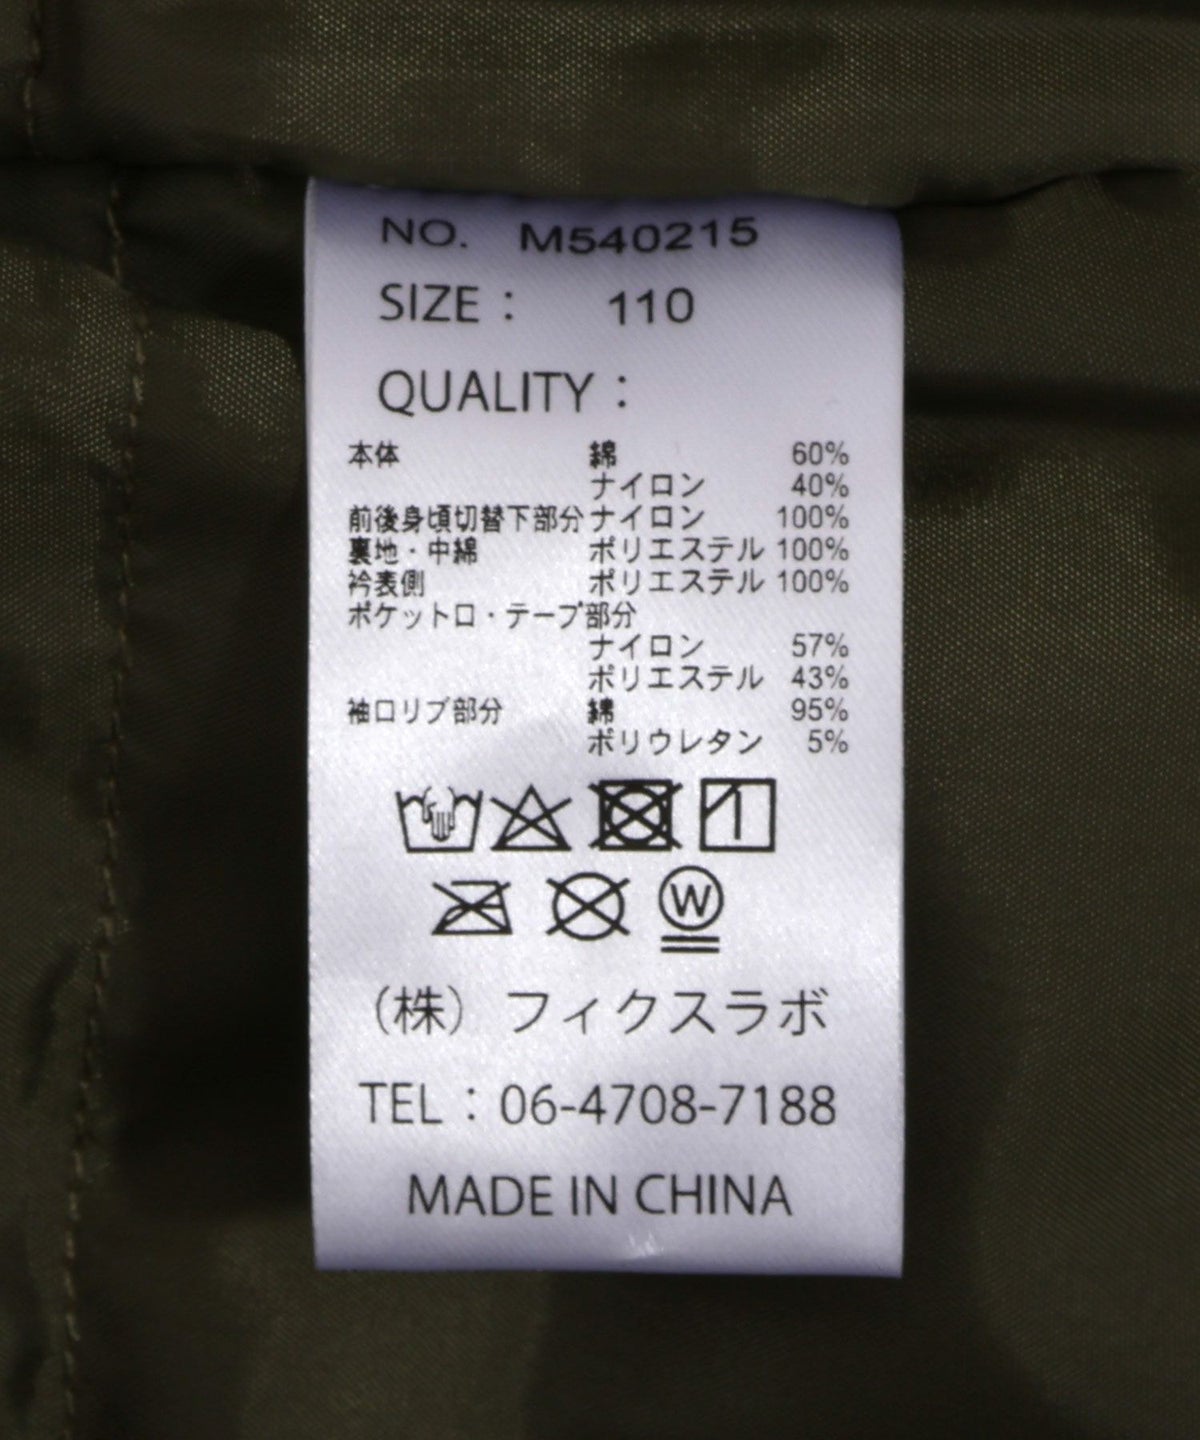 NO. M540215
SIZE : 110
QUALITY :
本体 綿 60%
ナイロン 40%
前後身頃切替下部分 ナイロン 100%
裏地・中綿 ポリエステル 100%
衿表側 ポリエステル 100%
ポケット口・テープ部分
ナイロン 57%
ポリエステル 43%
袖口リブ部分 綿 95%
ポリウレタン 5%
W
(株) フィクスラボ
TEL : 06-4708-7188
MADE IN CHINA